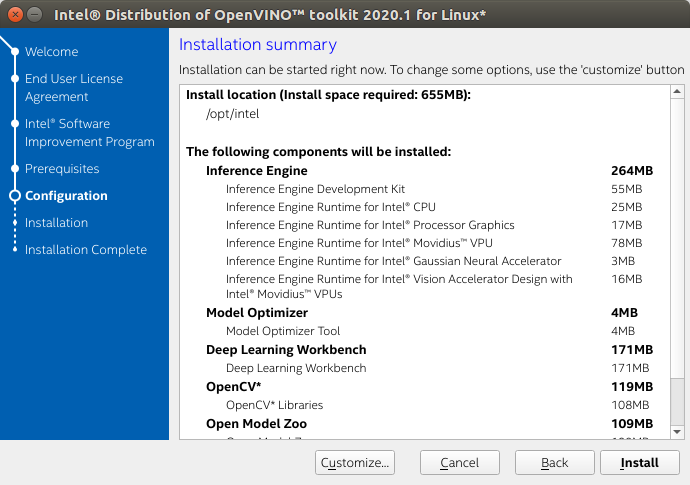 Intel® Distribution of OpenVINO™ toolkit 2020.1 for Linux*
Welcome
End User License
Agreement
Intel® Software
Improvement Program
Prerequisites
Configuration
Installation
Installation Complete
Installation summary
Installation can be started right now. To change some options, use the 'customize' button
Install location (Install space required: 655MB):
/opt/intel
The following components will be installed:
Inference Engine 264MB
Inference Engine Development Kit 55MB
Inference Engine Runtime for Intel® CPU 25MB
Inference Engine Runtime for Intel® Processor Graphics 17MB
Inference Engine Runtime for Intel® Movidius™ VPU 78MB
Inference Engine Runtime for Intel® Gaussian Neural Accelerator 3MB
Inference Engine Runtime for Intel® Vision Accelerator Design with 16MB
Intel® Movidius™ VPUs
Model Optimizer 4MB
Model Optimizer Tool 4MB
Deep Learning Workbench 171MB
Deep Learning Workbench 171MB
OpenCV* 119MB
OpenCV* Libraries 108MB
Open Model Zoo 109MB
Customize...
Cancel
Back
Install